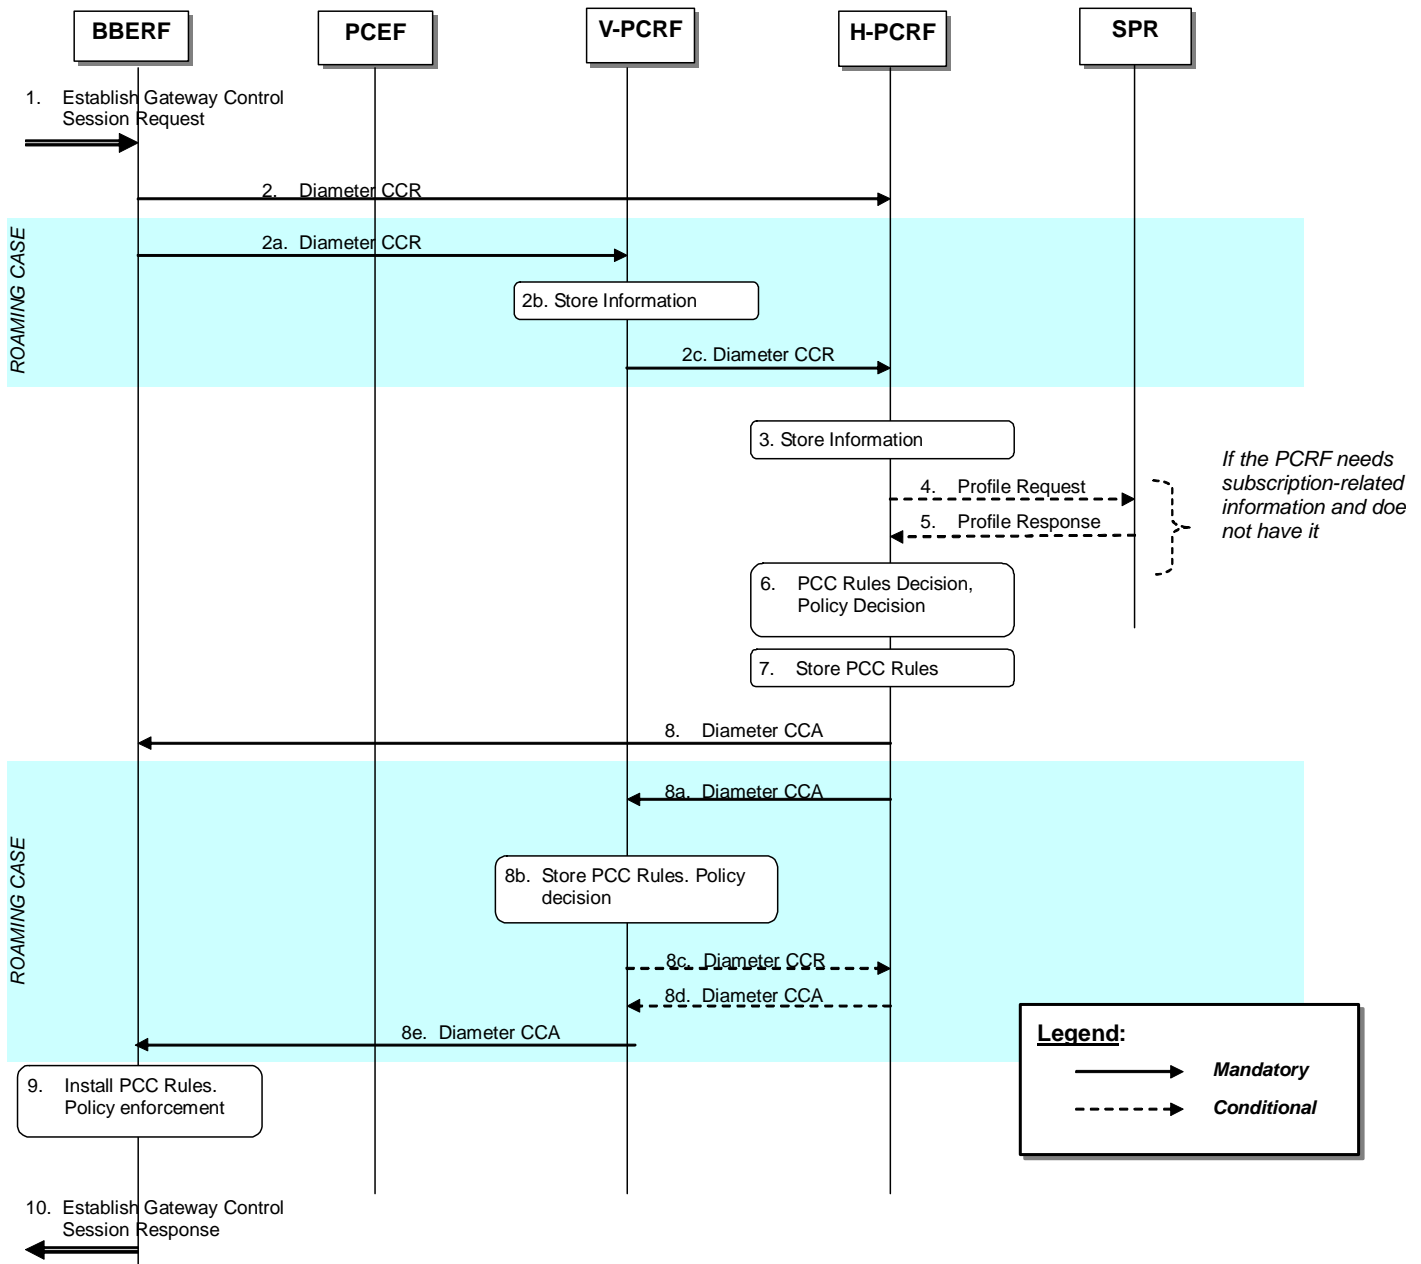 BBERF
PCEF
V-PCRF
H-PCRF
SPR
1. Establish Gateway Control
Session Request
2. Diameter CCR
ROAMING CASE
2a. Diameter CCR
2b. Store Information
2c. Diameter CCR
3. Store Information
4. Profile Request
5. Profile Response
If the PCRF needs
subscription-related
information and doe
not have it
6. PCC Rules Decision,
Policy Decision
7. Store PCC Rules
8. Diameter CCA
ROAMING CASE
8a. Diameter CCA
8b. Store PCC Rules. Policy
decision
8c. Diameter CCR
8d. Diameter CCA
8e. Diameter CCA
Legend:
Mandatory
Conditional
9. Install PCC Rules.
Policy enforcement
10. Establish Gateway Control
Session Response